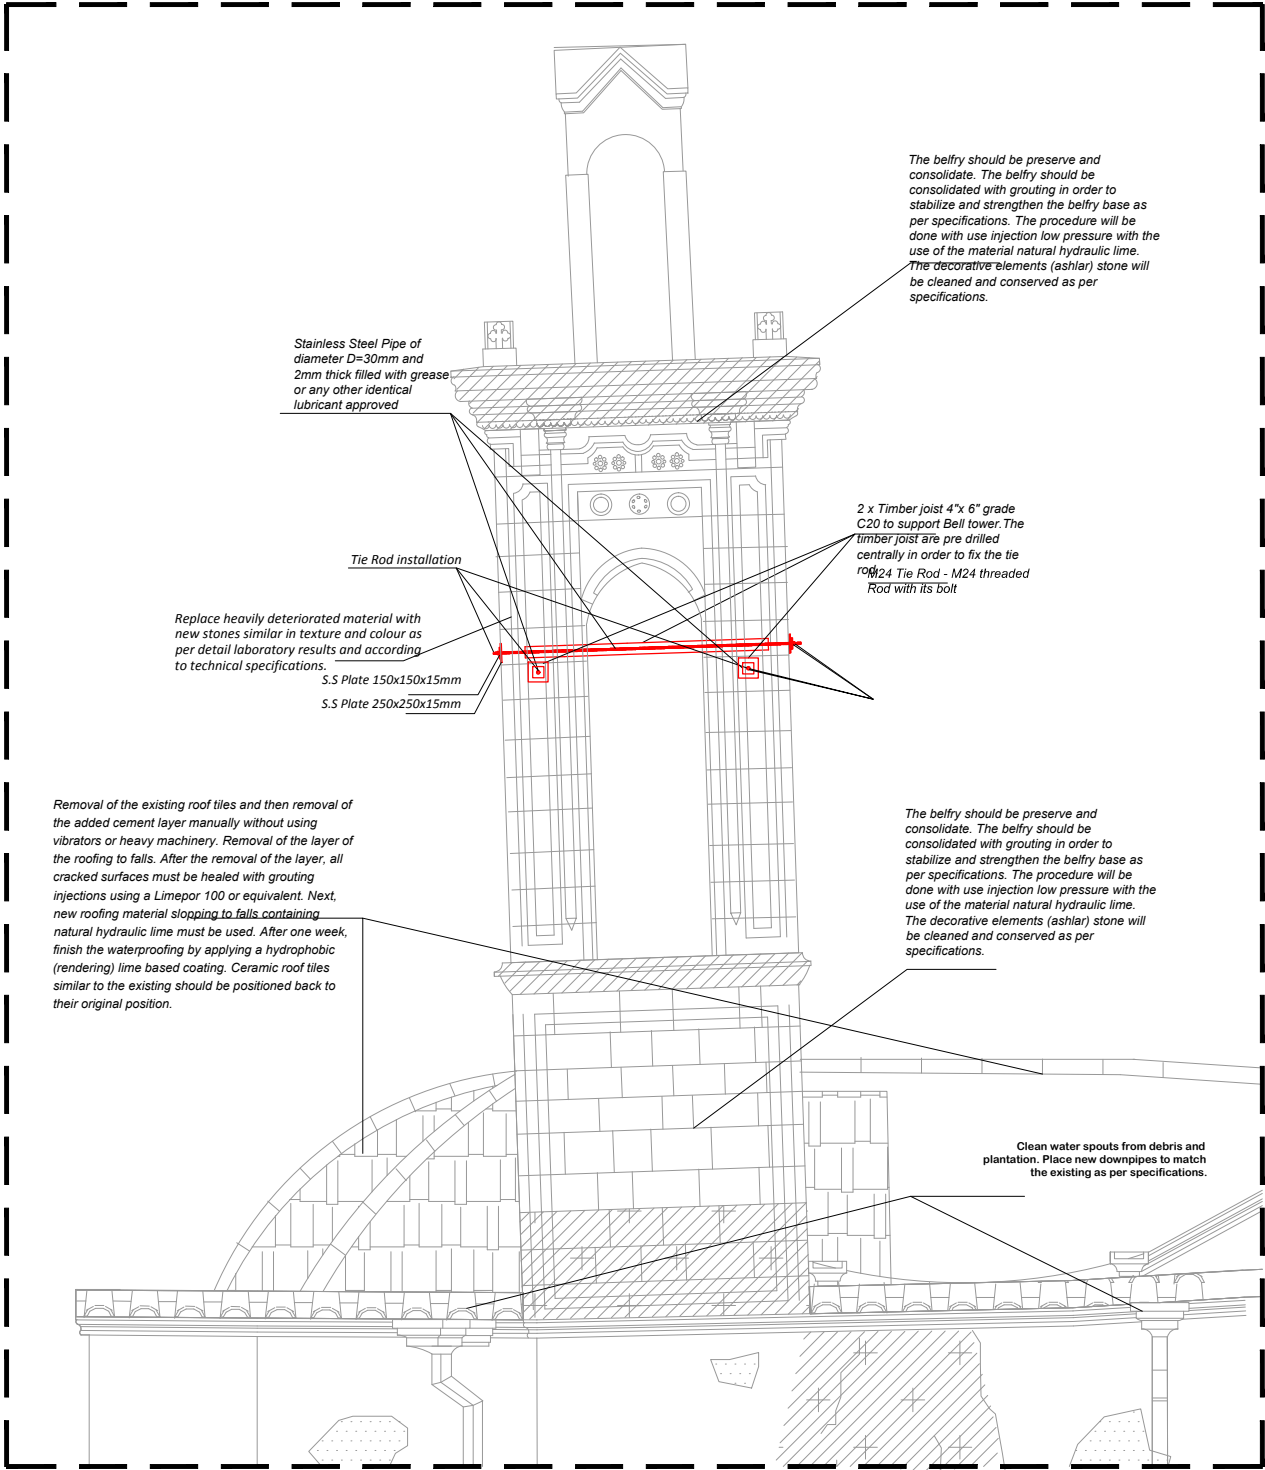 The belfry should be preserve and
consolidate. The belfry should be
consolidated with grouting in order to
stabilize and strengthen the belfry base as
per specifications. The procedure will be
done with use injection low pressure with the
use of the material natural hydraulic lime.
The decorative elements (ashlar) stone will
be cleaned and conserved as per
specifications.
Stainless Steel Pipe of
diameter D=30mm and
2mm thick filled with grease
or any other identical
lubricant approved
2 x Timber joist 4"x 6" grade
C20 to support Bell tower.The
timber joist are pre drilled
centrally in order to fix the tie
rod
M24 Tie Rod - M24 threaded
Rod with its bolt
Tie Rod installation
Replace heavily deteriorated material with
new stones similar in texture and colour as
per detail laboratory results and according
to technical specifications.
S.S Plate 150x150x15mm
S.S Plate 250x250x15mm
Removal of the existing roof tiles and then removal of
the added cement layer manually without using
vibrators or heavy machinery. Removal of the layer of
the roofing to falls. After the removal of the layer, all
cracked surfaces must be healed with grouting
injections using a Limepor 100 or equivalent. Next,
new roofing material slopping to falls containing
natural hydraulic lime must be used. After one week,
finish the waterproofing by applying a hydrophobic
(rendering) lime based coating. Ceramic roof tiles
similar to the existing should be positioned back to
their original position.
The belfry should be preserve and
consolidate. The belfry should be
consolidated with grouting in order to
stabilize and strengthen the belfry base as
per specifications. The procedure will be
done with use injection low pressure with the
use of the material natural hydraulic lime.
The decorative elements (ashlar) stone will
be cleaned and conserved as per
specifications.
Clean water spouts from debris and
plantation. Place new downpipes to match
the existing as per specifications.